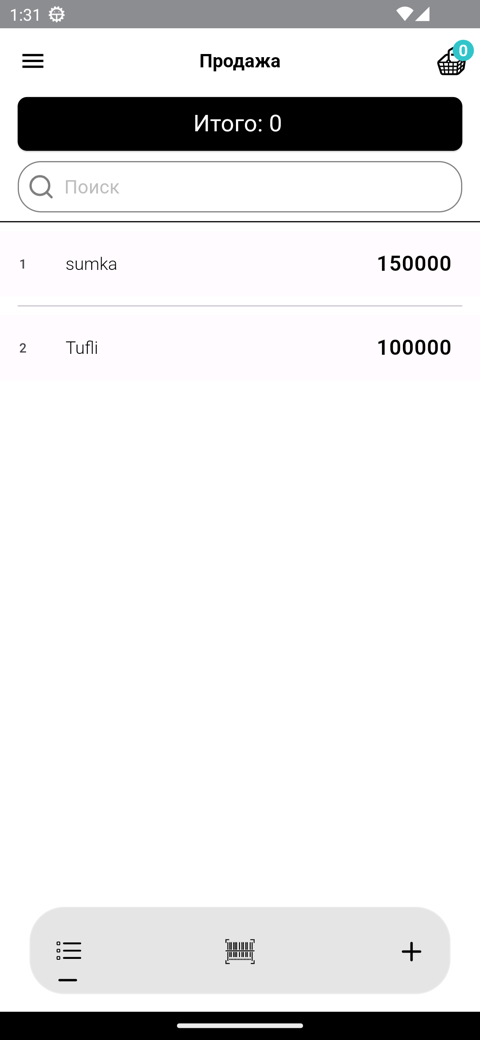 1:31
Продажа
0
Итого: 0
Поиск
1 sumka 150000
2 Tufli 100000